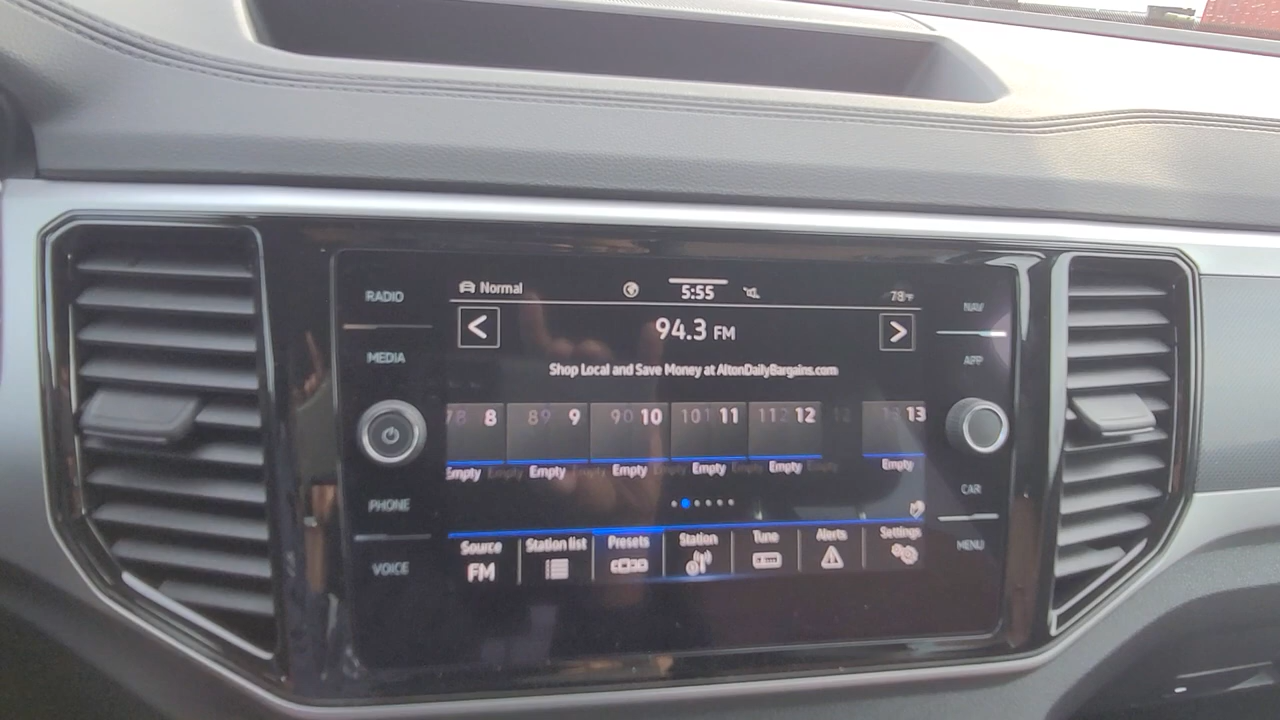 RADIO
MEDIA
PHONE
VOICE
Normal
5:55
78°F
94.3 FM
Shop Local and Save Money at AltonDailyBargains.com
8 9 10 11 12 13
Empty Empty Empty Empty Empty Empty
Source Station list Presets Station Tune Alerts Settings
FM
NAV
APP
CAR
MENU